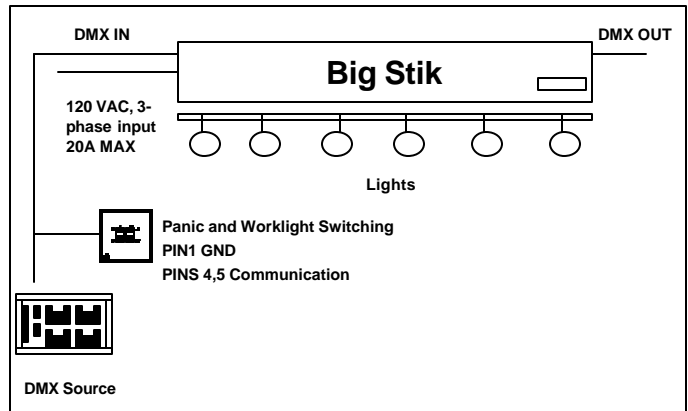 DMX IN
DMX OUT
Big Stik
120 VAC, 3-
phase input
20A MAX
Lights
Panic and Worklight Switching
PIN1 GND
PINS 4,5 Communication
DMX Source